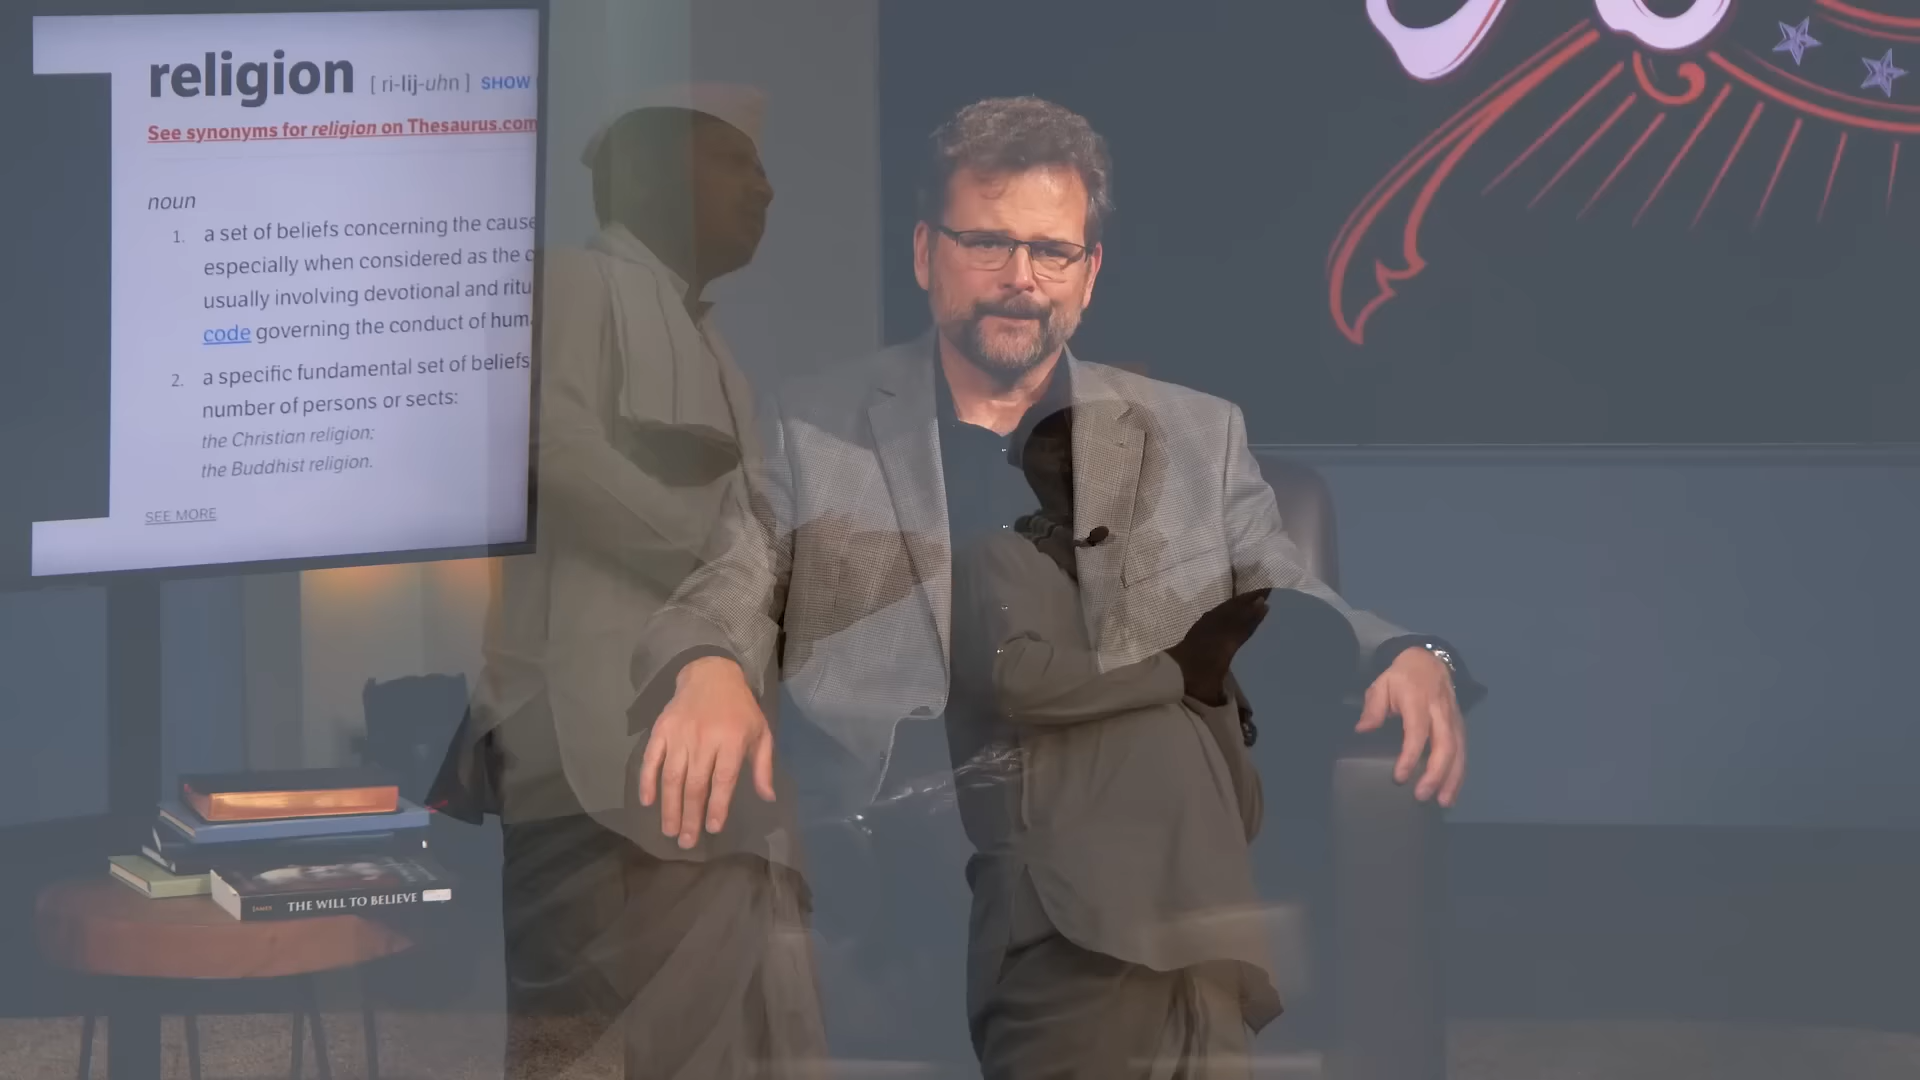 religion [ ri-lij-uhn ] SHOW
See synonyms for religion on Thesaurus.com
noun
1. a set of beliefs concerning the cause
especially when considered as the
usually involving devotional and
code governing the conduct of
2. a specific fundamental set of beliefs
number of persons or sects:
the Christian religion;
the Buddhist religion.
SEE MORE
JAMES THE WILL TO BELIEVE